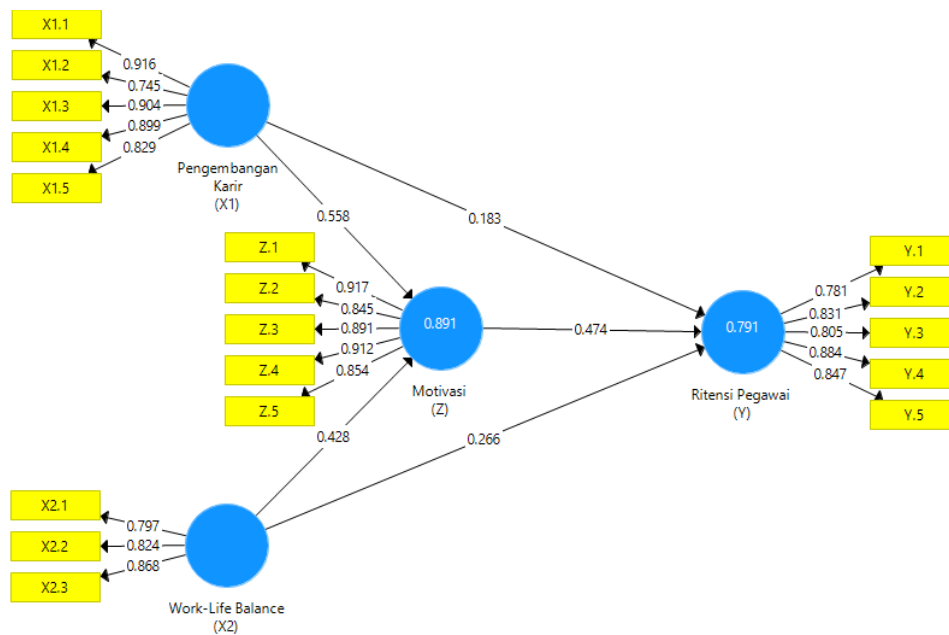 X1.1
X1.2
X1.3
X1.4
X1.5
0.916
0.745
0.904
0.899
0.829
Pengembangan
Karir
(X1)
0.558
0.183
Z.1
Z.2
Z.3
Z.4
Z.5
0.917
0.845
0.891
0.912
0.854
0.891
Motivasi
(Z)
0.474
0.791
Ritensi Pegawai
(Y)
0.781
0.831
0.805
0.884
0.847
Y.1
Y.2
Y.3
Y.4
Y.5
0.428
0.266
X2.1
X2.2
X2.3
0.797
0.824
0.868
Work-Life Balance
(X2)